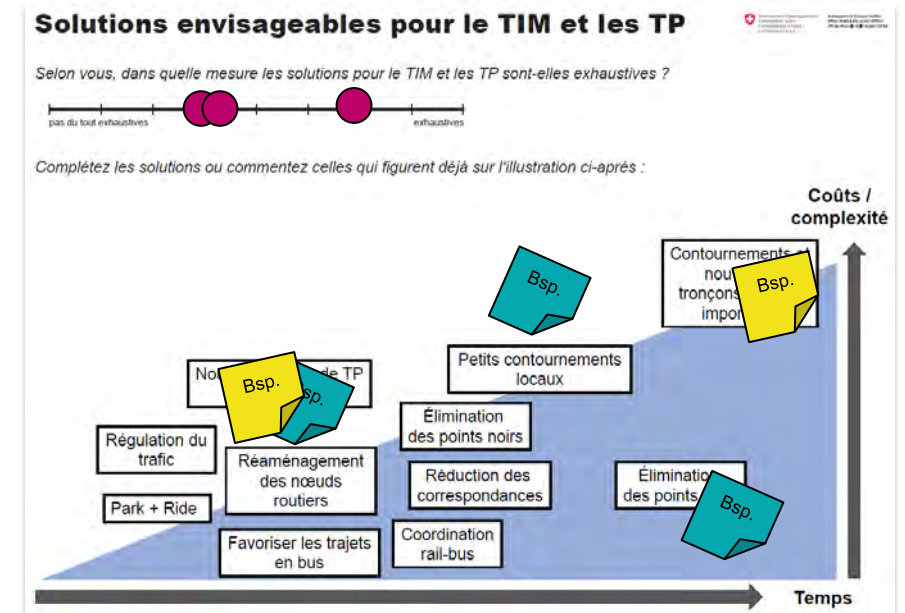 Solutions envisageables pour le TIM et les TP
Selon vous, dans quelle mesure les solutions pour le TIM et les TP sont-elles exhaustives ?
pas du tout exhaustives
exhaustives
Complétez les solutions ou commentez celles qui figurent déjà sur l'illustration ci-après :
Coûts /
complexité
Contournements
nou
tronçons
impor
Bsp.
Bsp.
Petits contournements
locaux
No
de TP
Bsp.
sp.
Élimination
des points noirs
Régulation du
trafic
Réaménagement
des nœuds
routiers
Réduction des
correspondances
Élimination
des points
Bsp.
Park + Ride
Favoriser les trajets
en bus
Coordination
rail-bus
Temps